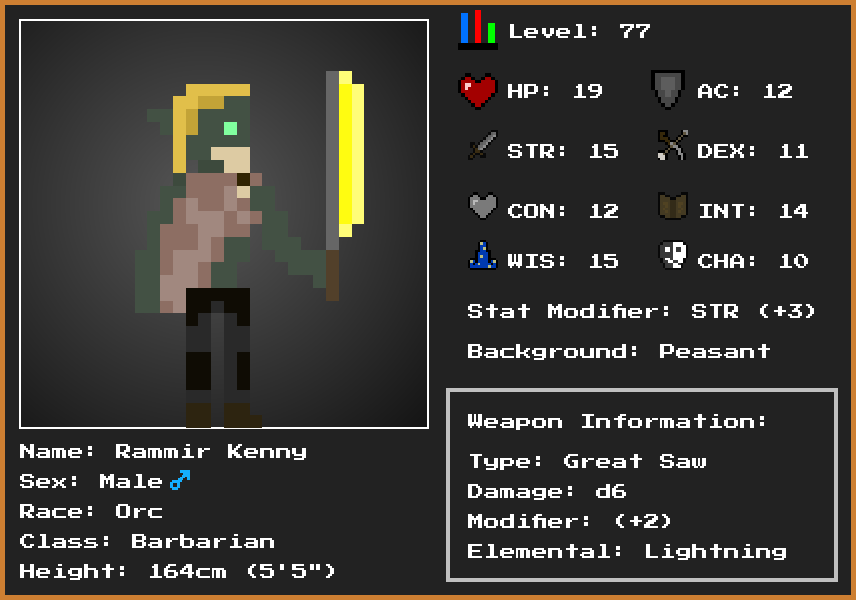 Level: 77
HP: 19 AC: 12
STR: 15 DEX: 11
CON: 12 INT: 14
WIS: 15 CHA: 10
Stat Modifier: STR (+3)
Background: Peasant
Weapon Information:
Type: Great Saw
Damage: d6
Modifier: (+2)
Elemental: Lightning
Name: Rammir Kenny
Sex: Male♂
Race: Orc
Class: Barbarian
Height: 164cm (5'5")